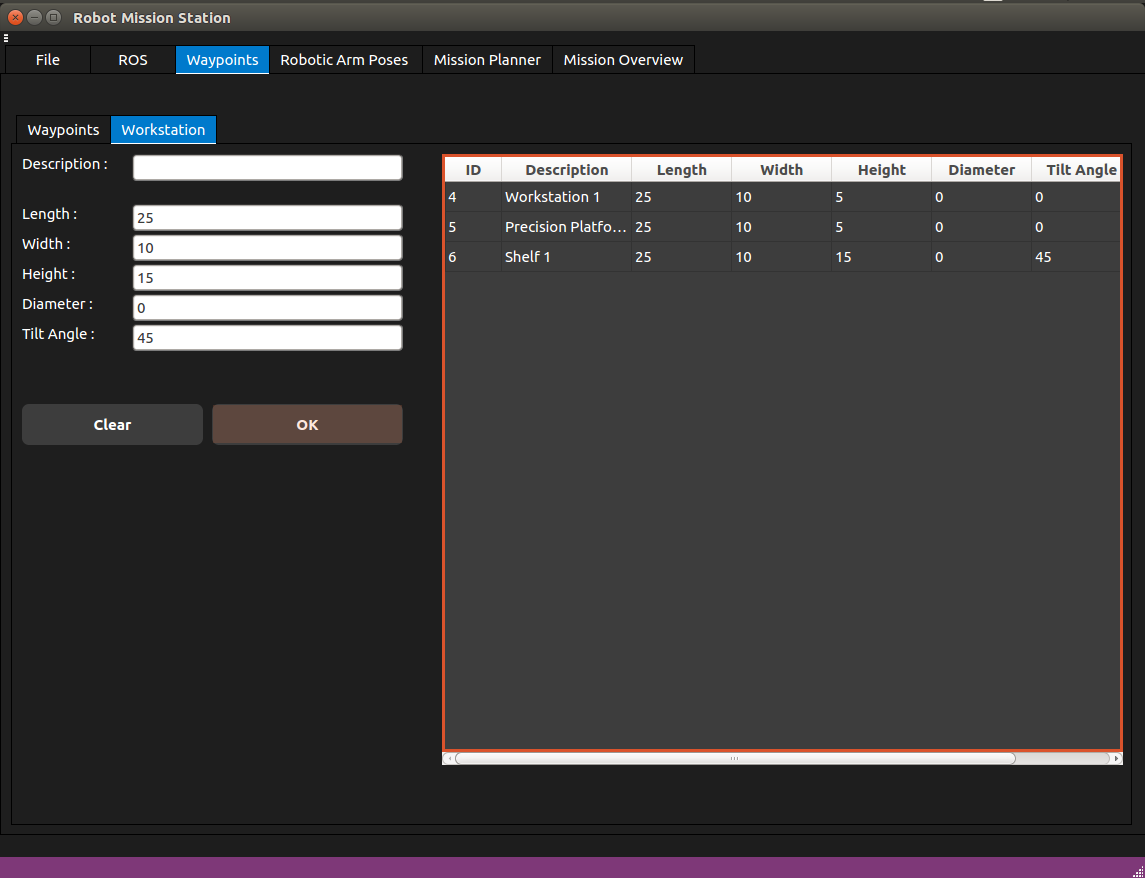 Robot Mission Station
File ROS Waypoints Robotic Arm Poses Mission Planner Mission Overview
Waypoints Workstation
Description :
Length : 25
Width : 10
Height : 15
Diameter : 0
Tilt Angle : 45
Clear OK
ID Description Length Width Height Diameter Tilt Angle
4 Workstation 1 25 10 5 0 0
5 Precision Platfo... 25 10 5 0 0
6 Shelf 1 25 10 15 0 45